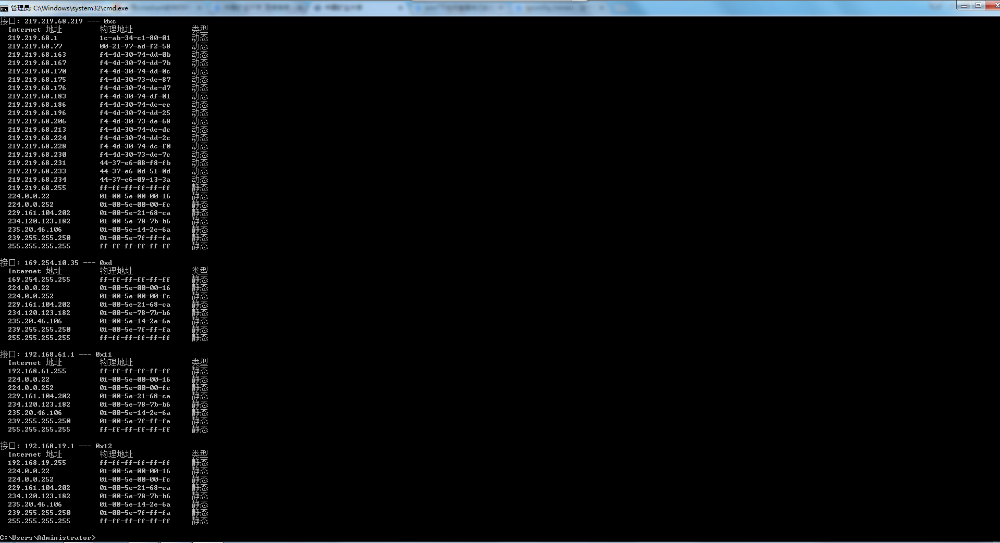 管理员: C:\Windows\system32\cmd.exe
接口: 219.219.68.219 --- 0xc
Internet 地址 物理地址 类型
219.219.68.1 1c-ab-34-c1-80-01 动态
219.219.68.77 00-21-97-ad-f2-58 动态
219.219.68.163 f4-4d-30-74-dd-0b 动态
219.219.68.167 f4-4d-30-74-dd-7b 动态
219.219.68.170 f4-4d-30-74-dd-0c 动态
219.219.68.175 f4-4d-30-73-de-87 动态
219.219.68.176 f4-4d-30-74-de-d7 动态
219.219.68.183 f4-4d-30-74-df-01 动态
219.219.68.186 f4-4d-30-74-dc-ee 动态
219.219.68.196 f4-4d-30-74-dd-25 动态
219.219.68.206 f4-4d-30-73-de-68 动态
219.219.68.213 f4-4d-30-74-de-dc 动态
219.219.68.224 f4-4d-30-74-dd-2c 动态
219.219.68.228 f4-4d-30-74-dc-f0 动态
219.219.68.230 f4-4d-30-73-de-7c 动态
219.219.68.231 44-37-e6-08-f8-fb 动态
219.219.68.233 44-37-e6-0d-51-0d 动态
219.219.68.234 44-37-e6-09-13-3a 动态
219.219.68.255 ff-ff-ff-ff-ff-ff 静态
224.0.0.22 01-00-5e-00-00-16 静态
224.0.0.252 01-00-5e-00-00-fc 静态
229.161.104.202 01-00-5e-21-68-ca 静态
234.120.123.182 01-00-5e-78-7b-b6 静态
235.20.46.106 01-00-5e-14-2e-6a 静态
239.255.255.250 01-00-5e-7f-ff-fa 静态
255.255.255.255 ff-ff-ff-ff-ff-ff 静态
接口: 169.254.10.35 --- 0xd
Internet 地址 物理地址 类型
169.254.255.255 ff-ff-ff-ff-ff-ff 静态
224.0.0.22 01-00-5e-00-00-16 静态
224.0.0.252 01-00-5e-00-00-fc 静态
229.161.104.202 01-00-5e-21-68-ca 静态
234.120.123.182 01-00-5e-78-7b-b6 静态
235.20.46.106 01-00-5e-14-2e-6a 静态
239.255.255.250 01-00-5e-7f-ff-fa 静态
255.255.255.255 ff-ff-ff-ff-ff-ff 静态
接口: 192.168.61.1 --- 0x11
Internet 地址 物理地址 类型
192.168.61.255 ff-ff-ff-ff-ff-ff 静态
224.0.0.22 01-00-5e-00-00-16 静态
224.0.0.252 01-00-5e-00-00-fc 静态
229.161.104.202 01-00-5e-21-68-ca 静态
234.120.123.182 01-00-5e-78-7b-b6 静态
235.20.46.106 01-00-5e-14-2e-6a 静态
239.255.255.250 01-00-5e-7f-ff-fa 静态
255.255.255.255 ff-ff-ff-ff-ff-ff 静态
接口: 192.168.19.1 --- 0x12
Internet 地址 物理地址 类型
192.168.19.255 ff-ff-ff-ff-ff-ff 静态
224.0.0.22 01-00-5e-00-00-16 静态
224.0.0.252 01-00-5e-00-00-fc 静态
229.161.104.202 01-00-5e-21-68-ca 静态
234.120.123.182 01-00-5e-78-7b-b6 静态
235.20.46.106 01-00-5e-14-2e-6a 静态
239.255.255.250 01-00-5e-7f-ff-fa 静态
255.255.255.255 ff-ff-ff-ff-ff-ff 静态
C:\Users\Administrator>